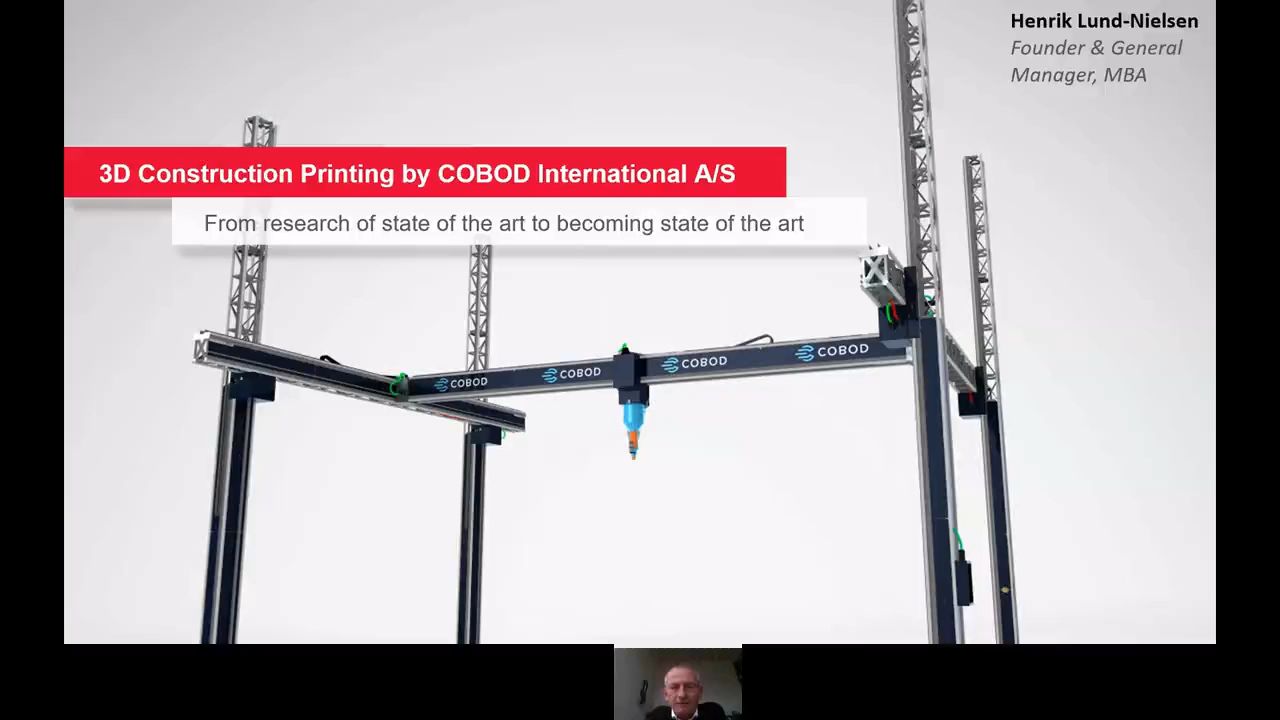 Henrik Lund-Nielsen
Founder & General
Manager, MBA
3D Construction Printing by COBOD International A/S
From research of state of the art to becoming state of the art
COBOD
COBOD
COBOD
COBOD